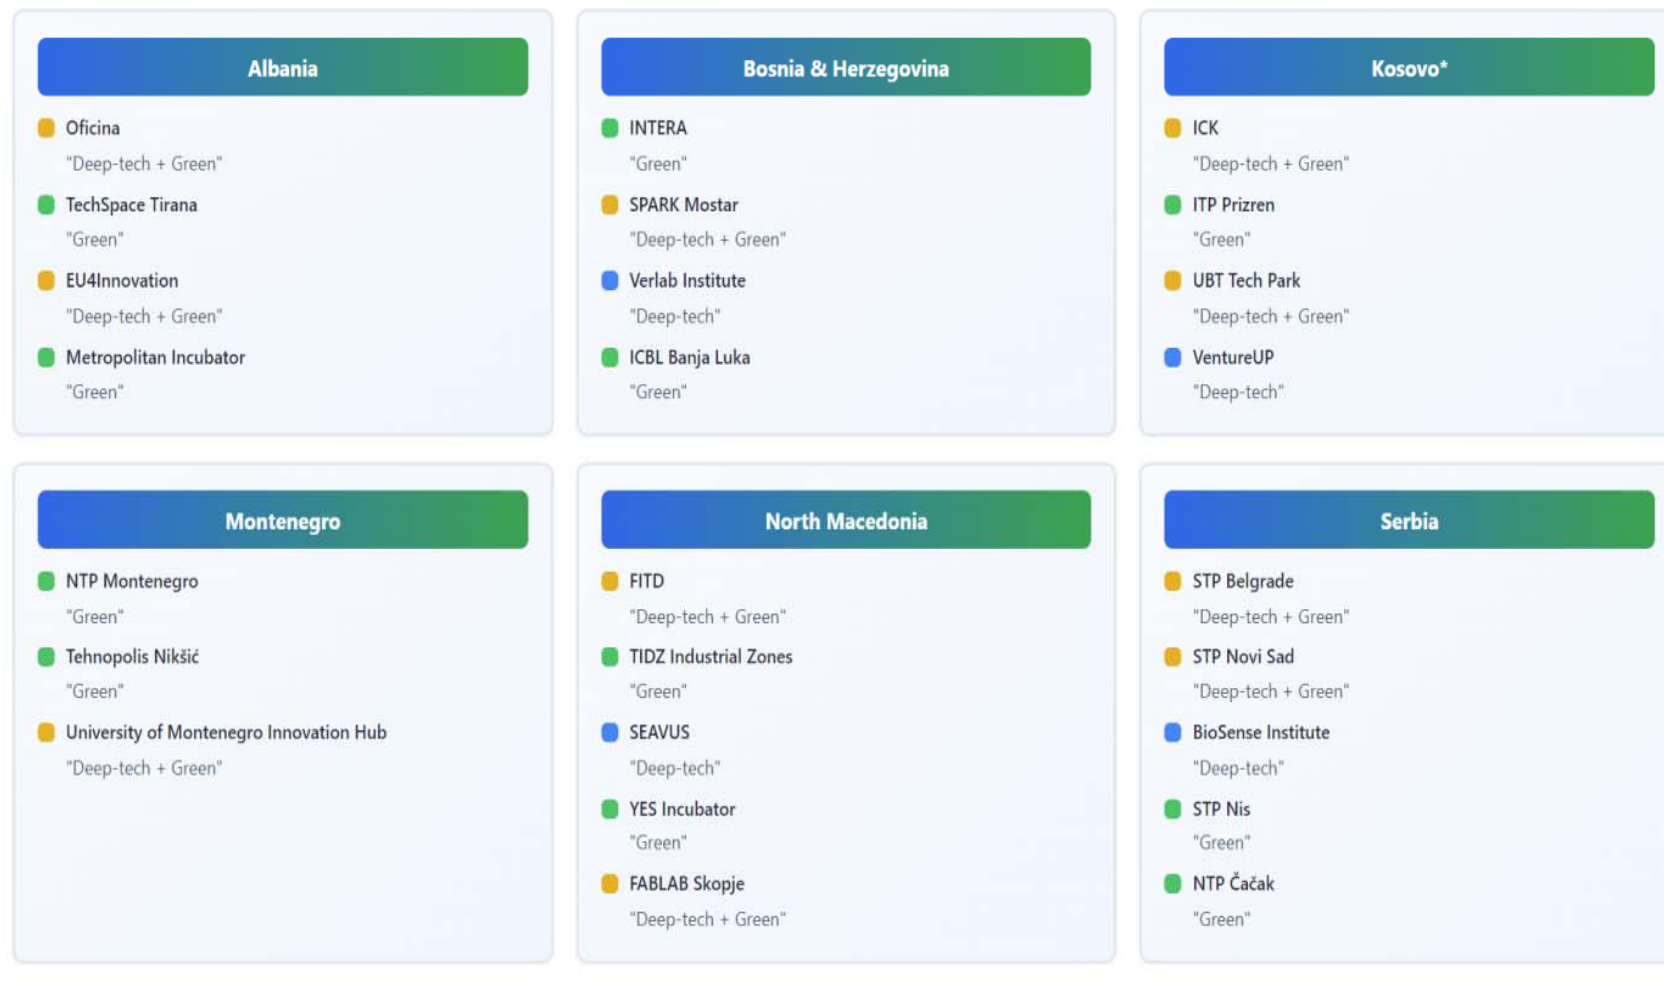 Albania
Oficina
"Deep-tech + Green"
TechSpace Tirana
"Green"
EU4Innovation
"Deep-tech + Green"
Metropolitan Incubator
"Green"
Bosnia & Herzegovina
INTERA
"Green"
SPARK Mostar
"Deep-tech + Green"
Verlab Institute
"Deep-tech"
ICBL Banja Luka
"Green"
Kosovo*
ICK
"Deep-tech + Green"
ITP Prizren
"Green"
UBT Tech Park
"Deep-tech + Green"
VentureUP
"Deep-tech"
Montenegro
NTP Montenegro
"Green"
Tehnopolis Nikšić
"Green"
University of Montenegro Innovation Hub
"Deep-tech + Green"
North Macedonia
FITD
"Deep-tech + Green"
TIDZ Industrial Zones
"Green"
SEAVUS
"Deep-tech"
YES Incubator
"Green"
FABLAB Skopje
"Deep-tech + Green"
Serbia
STP Belgrade
"Deep-tech + Green"
STP Novi Sad
"Deep-tech + Green"
BioSense Institute
"Deep-tech"
STP Nis
"Green"
NTP Čačak
"Green"